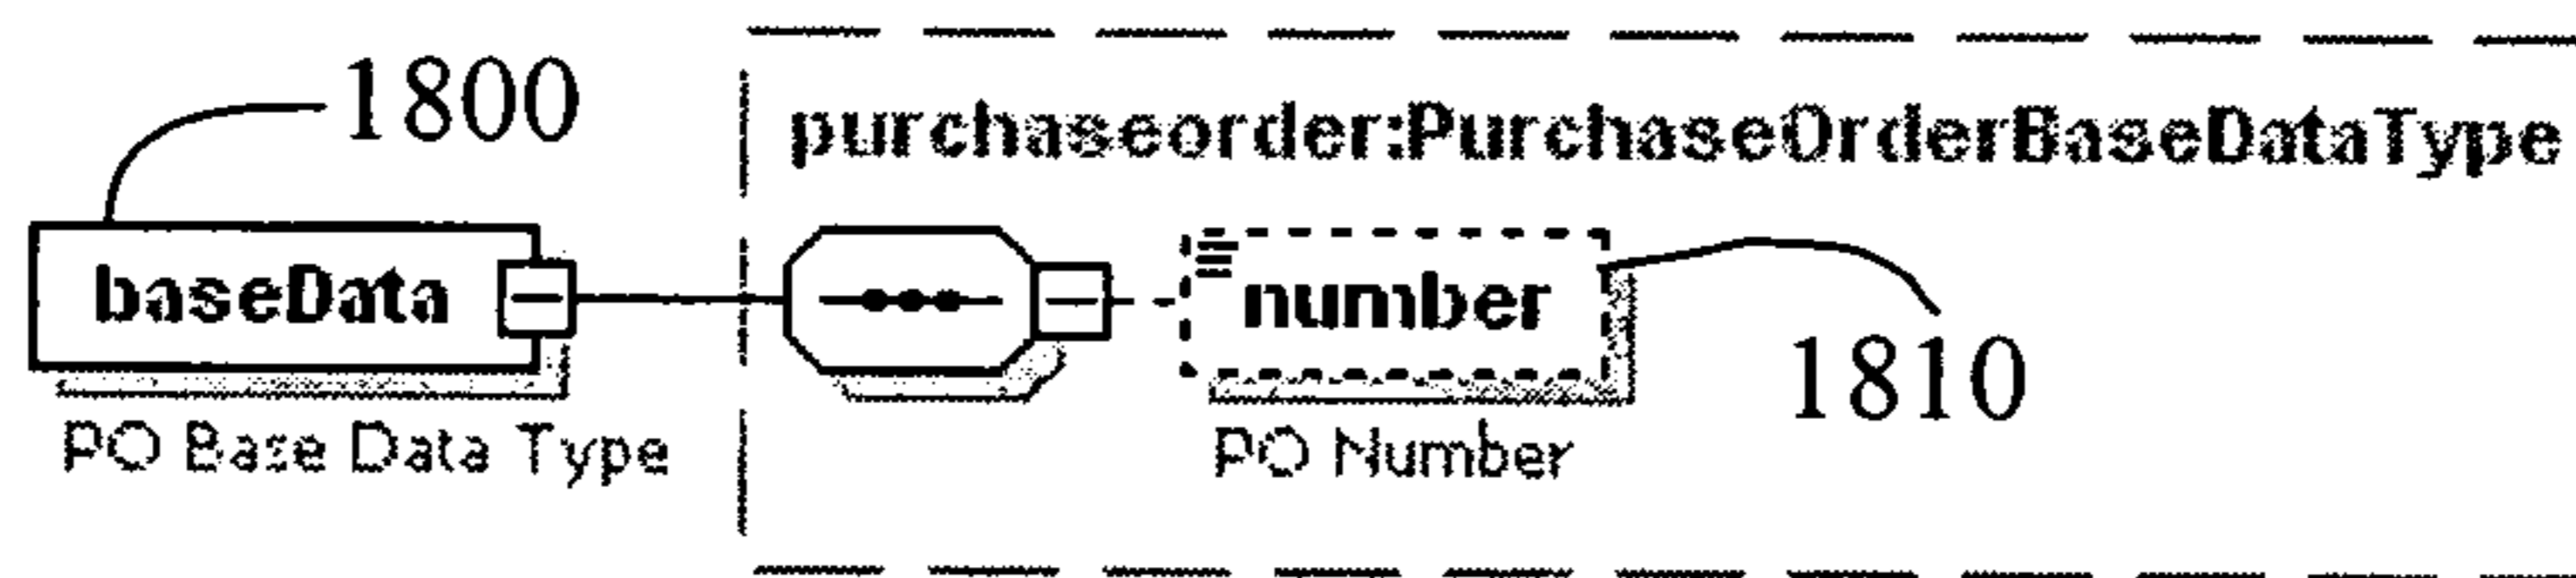 1800
purchaseorder:PurchaseOrderBaseDataType
baseData
number
1810
PO Base Data Type
PO Number